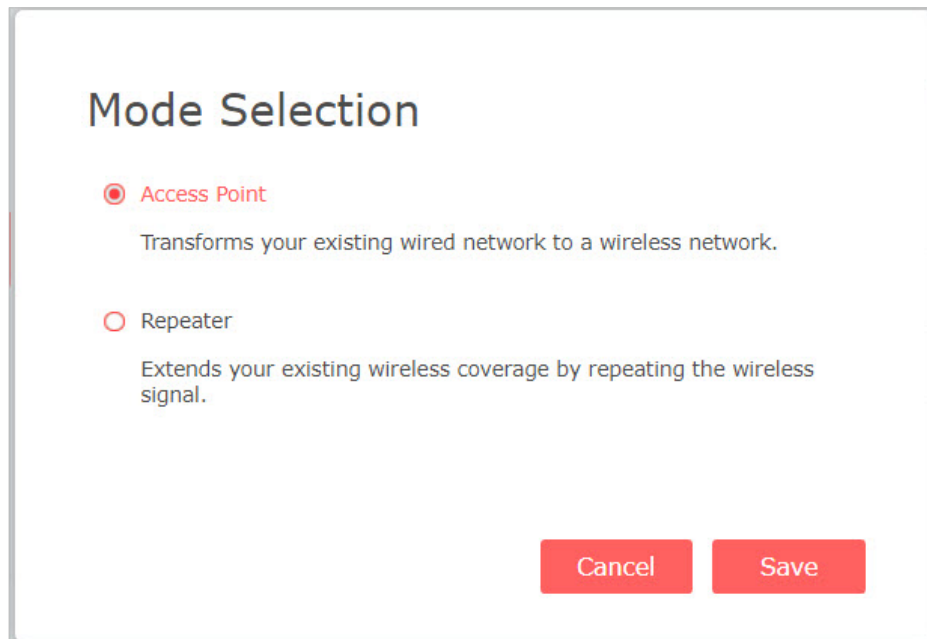 Mode Selection
Access Point
Transforms your existing wired network to a wireless network.
Repeater
Extends your existing wireless coverage by repeating the wireless
signal.
Cancel Save